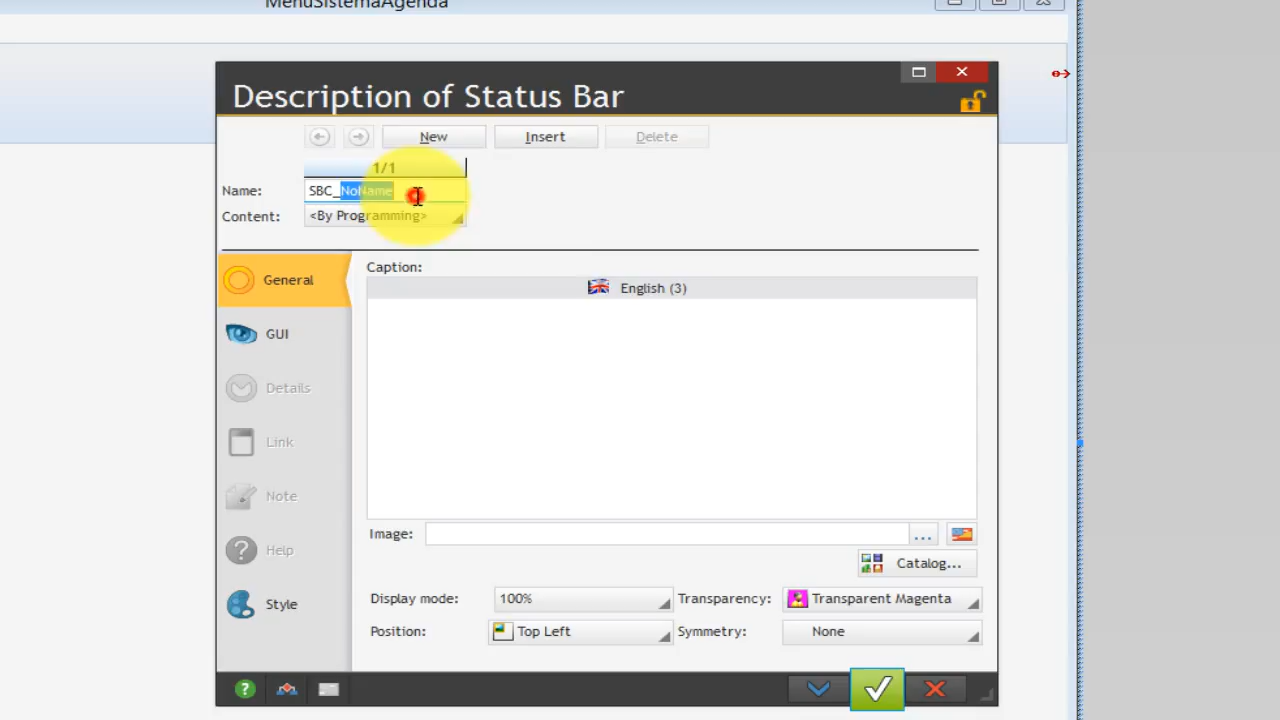 MenuSistemaAgenda
Description of Status Bar
New
Insert
Delete
1/1
Name:
SBC_NoName
Content:
<By Programming>
General
GUI
Details
Link
Note
Help
Style
Caption:
English (3)
Image:
...
Catalog...
Display mode:
100%
Transparency:
Transparent Magenta
Position:
Top Left
Symmetry:
None